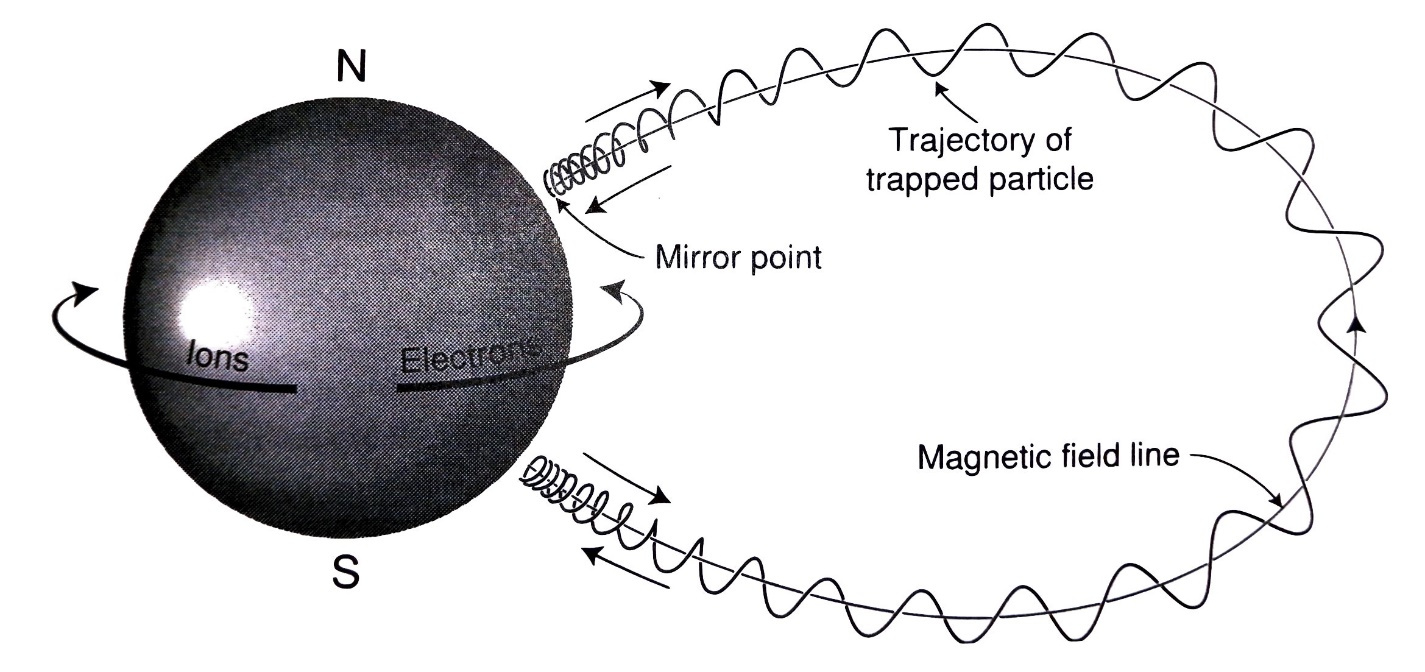 N
Trajectory of
trapped particle
Mirror point
Ions
Electrons
Magnetic field line
S